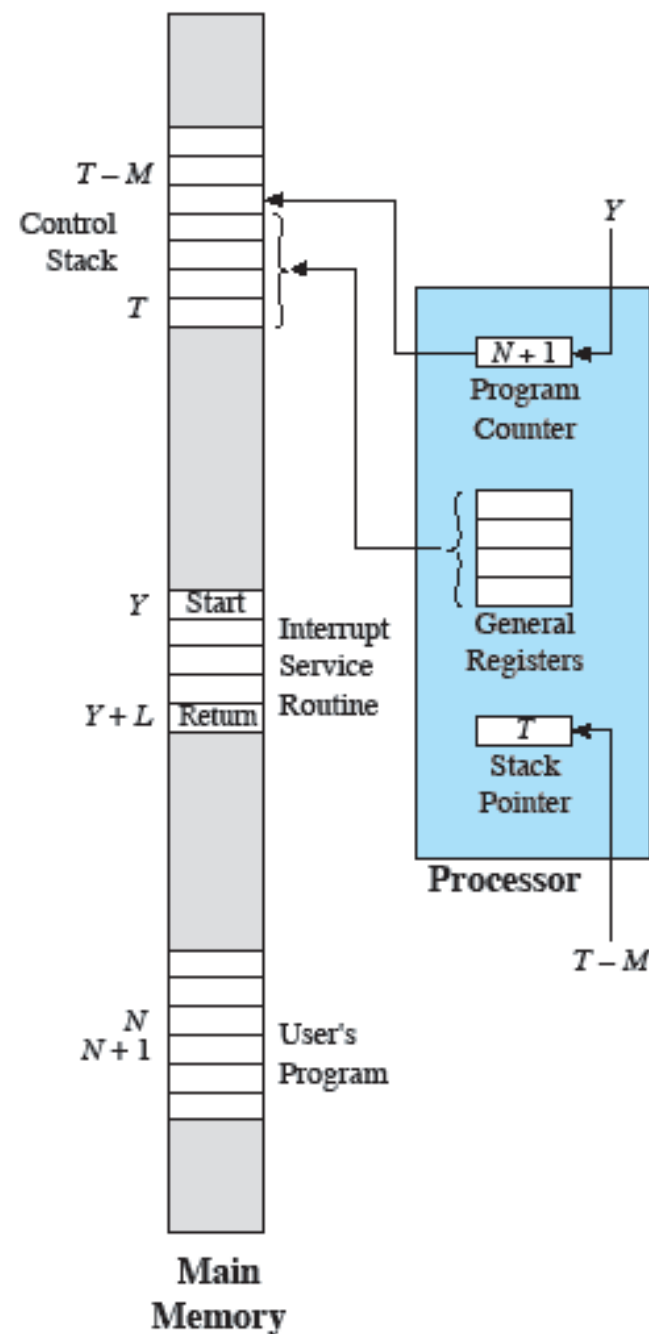 T – M
Control
Stack
T
Y
N + 1
Program
Counter
Y
Start
Interrupt
Service
Routine
Y + L
Return
General
Registers
T
Stack
Pointer
Processor
T – M
N
N + 1
User's
Program
Main
Memory